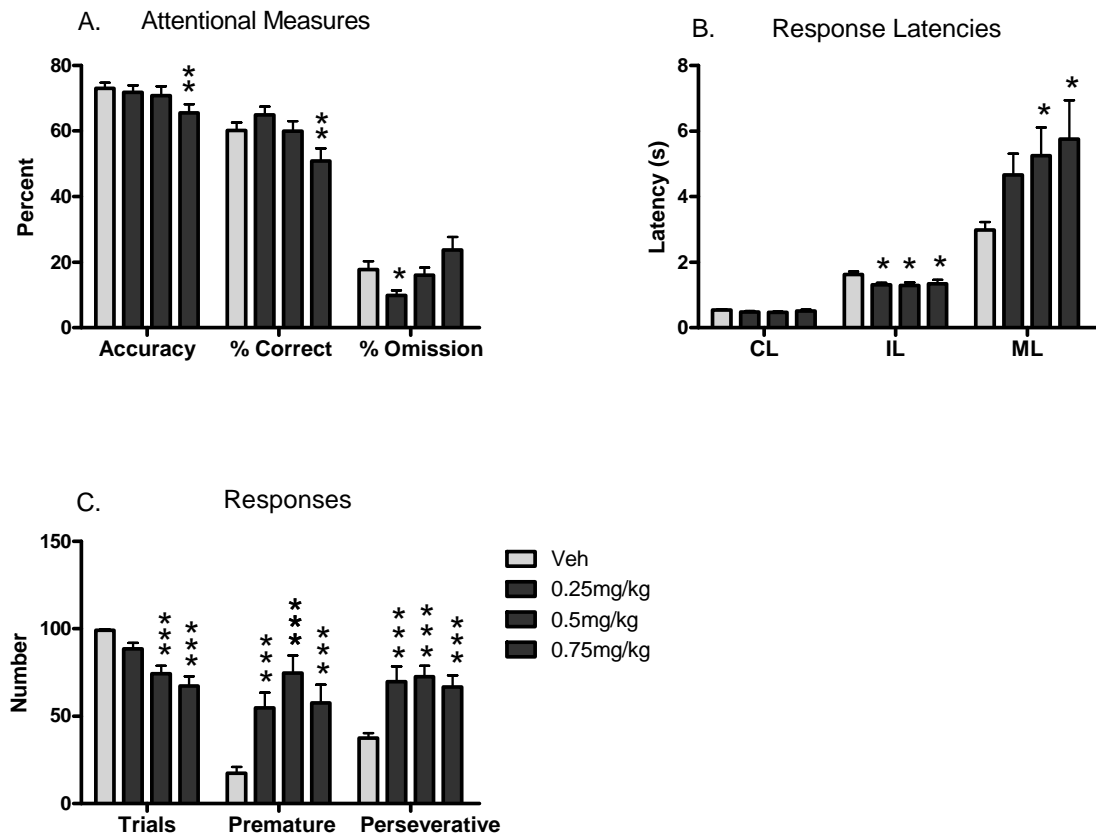 A. Attentional Measures
80
60
40
20
0
Percent
**
**
*
Accuracy % Correct % Omission
B. Response Latencies
8
6
4
2
0
Latency (s)
* * *
* *
CL IL ML
C. Responses
150
100
50
0
Number
*** ***
*** *** ***
*** *** ***
Trials Premature Perseverative
Veh
0.25mg/kg
0.5mg/kg
0.75mg/kg